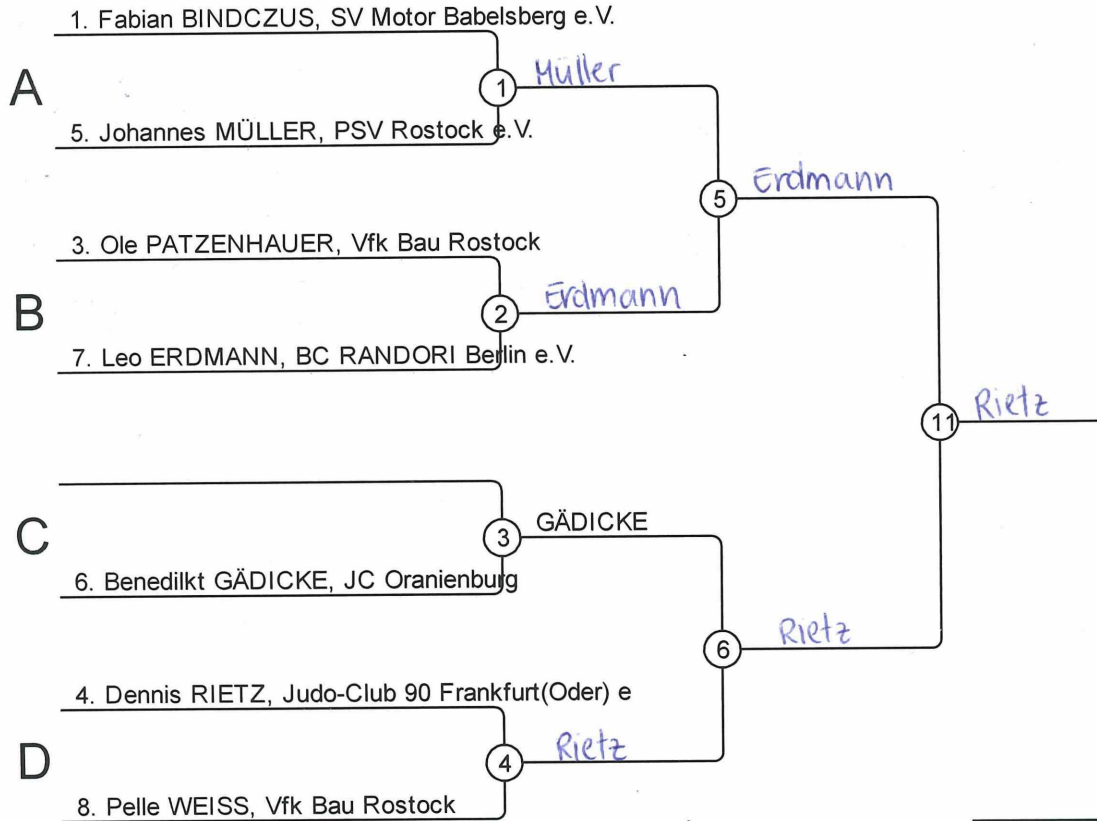 1. Fabian BINDCZUS, SV Motor Babelsberg e.V.
A
1 Müller
5. Johannes MÜLLER, PSV Rostock e.V.
5 Erdmann
3. Ole PATZENHAUER, Vfk Bau Rostock
B
2 Erdmann
7. Leo ERDMANN, BC RANDORI Berlin e.V.
11 Rietz
C
3 GÄDICKE
6. Benedilkt GÄDICKE, JC Oranienburg
6 Rietz
4. Dennis RIETZ, Judo-Club 90 Frankfurt(Oder) e
D
4 Rietz
8. Pelle WEISS, Vfk Bau Rostock